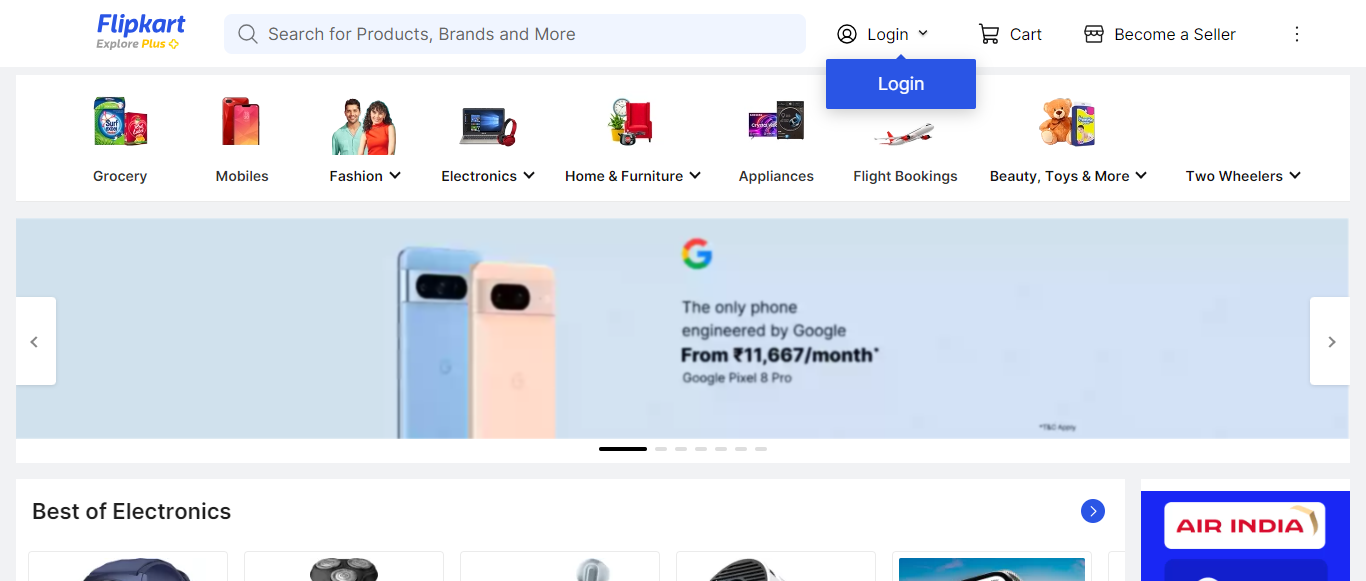 Flipkart
Explore Plus
Search for Products, Brands and More
Login
Cart
Become a Seller
Login
Surf excel
Grocery
Mobiles
Fashion
Electronics
Home & Furniture
Appliances
Flight Bookings
Beauty, Toys & More
Two Wheelers
The only phone
engineered by Google
From ₹11,667/month*
Google Pixel 8 Pro
*T&C Apply
Best of Electronics
AIR INDIA